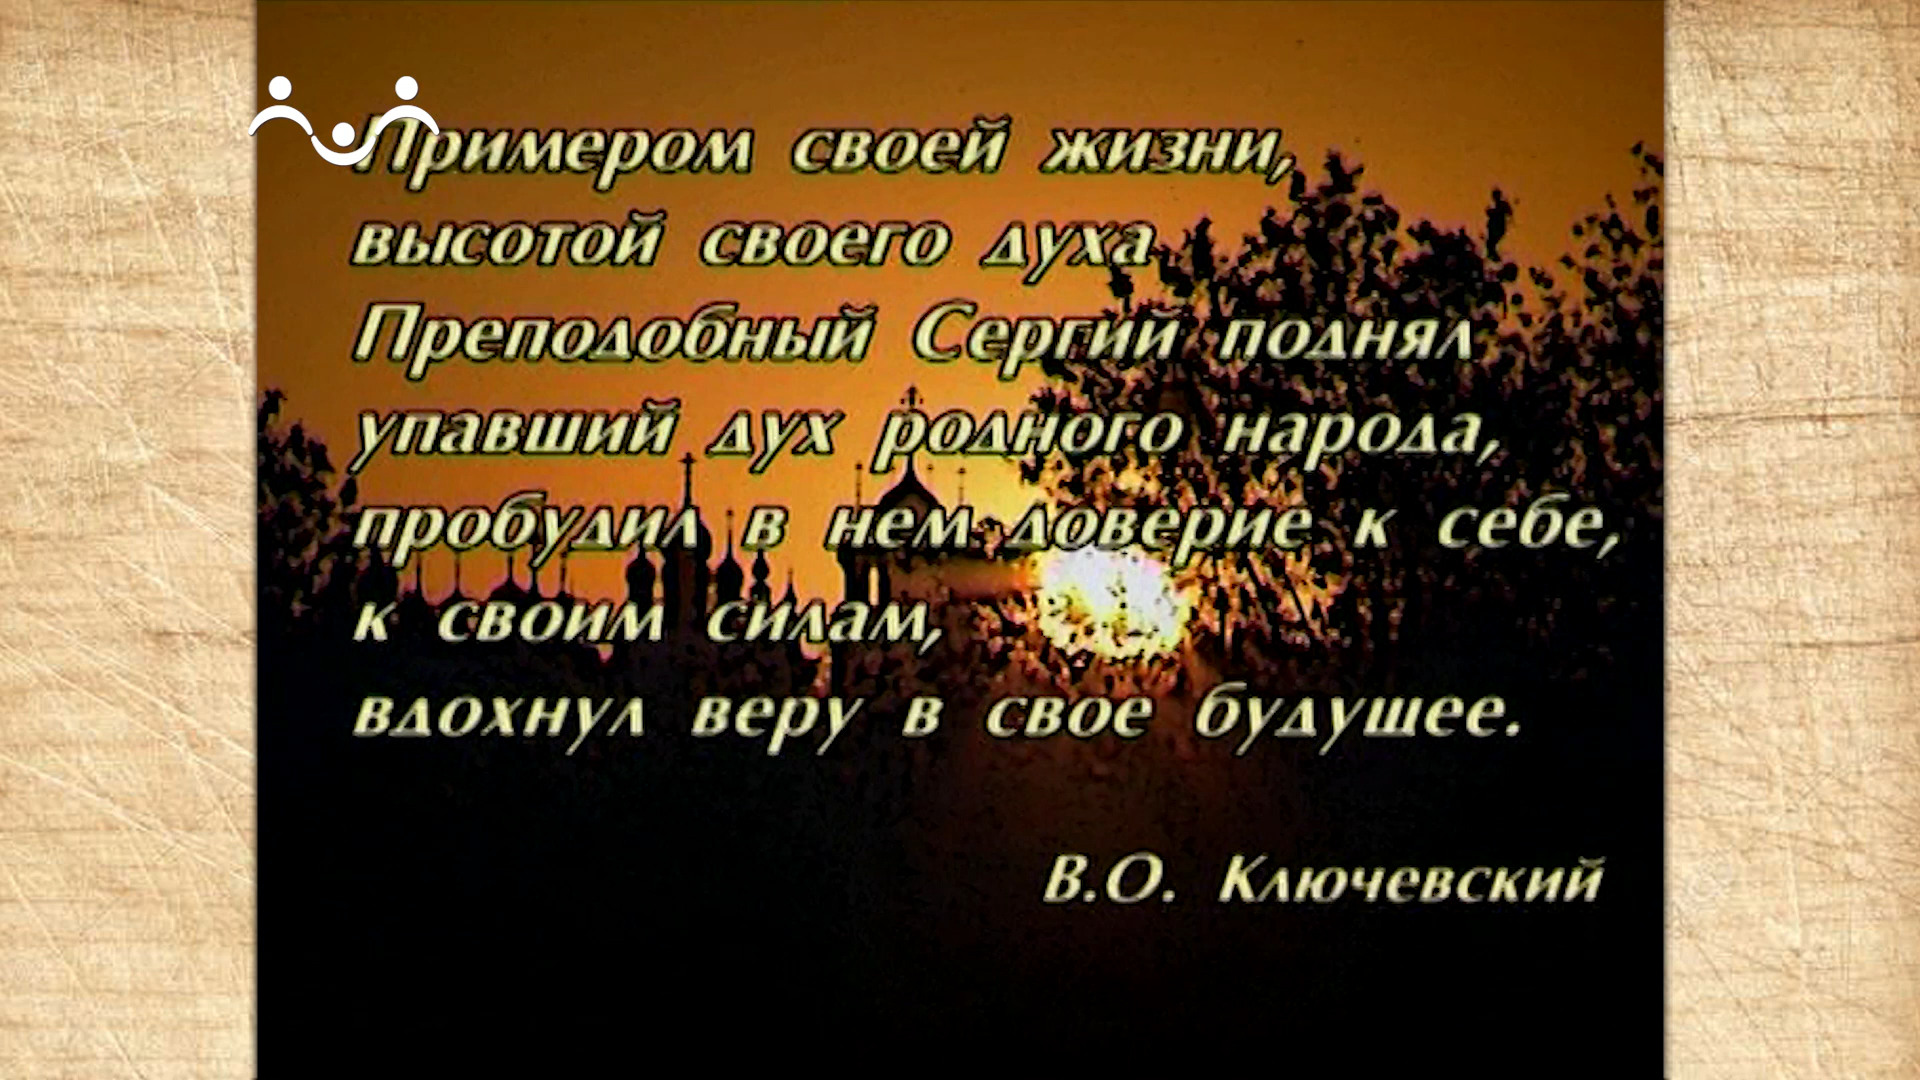 Примером своей жизни,
высотой своего духа
Преподобный Сергий поднял
упавший дух родного народа,
пробудил в нем доверие к себе,
к своим силам,
вдохнул веру в свое будущее.
В.О. Ключевский